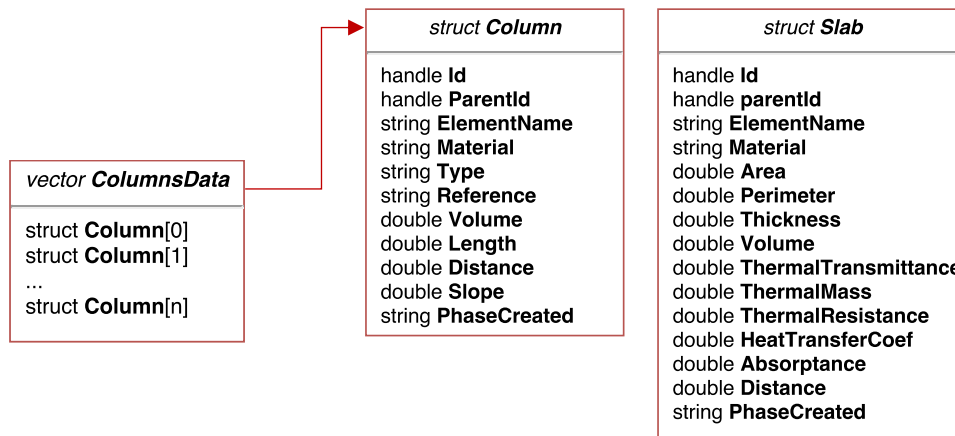 vector ColumnsData
struct Column[0]
struct Column[1]
...
struct Column[n]
struct Column
handle Id
handle ParentId
string ElementName
string Material
string Type
string Reference
double Volume
double Length
double Distance
double Slope
string PhaseCreated
struct Slab
handle Id
handle parentId
string ElementName
string Material
double Area
double Perimeter
double Thickness
double Volume
double ThermalTransmittance
double ThermalMass
double ThermalResistance
double HeatTransferCoef
double Absorptance
double Distance
string PhaseCreated